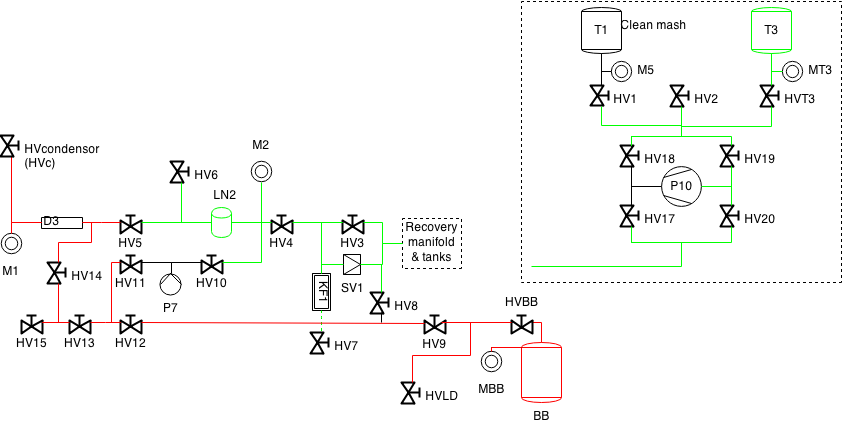 T1
Clean mash
T3
M5
MT3
HV1
HV2
HVT3
HV18
HV19
P10
HV17
HV20
HVcondensor
(HVc)
M2
HV6
LN2
D3
HV5
HV4
HV3
Recovery
manifold
& tanks
M1
HV14
HV11
P7
HV10
KF1
SV1
HV8
HVBB
HV15
HV13
HV12
HV7
HV9
MBB
HVLD
BB